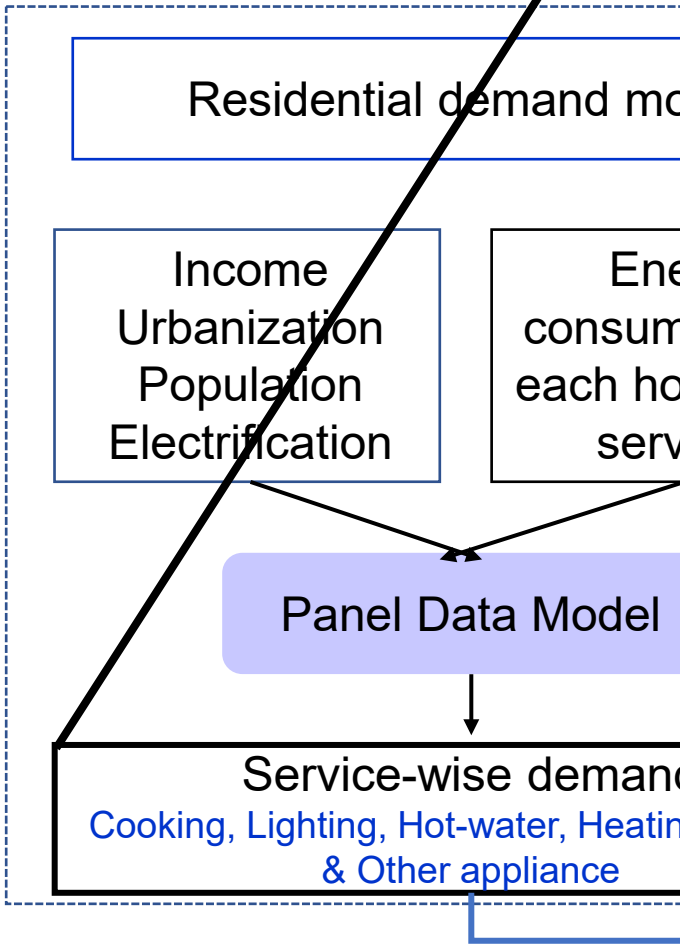 Residential demand mo
Income
Urbanization
Population
Electrification
Ene
consum
each ho
serv
Panel Data Model
Service-wise demand
Cooking, Lighting, Hot-water, Heatin
& Other appliance